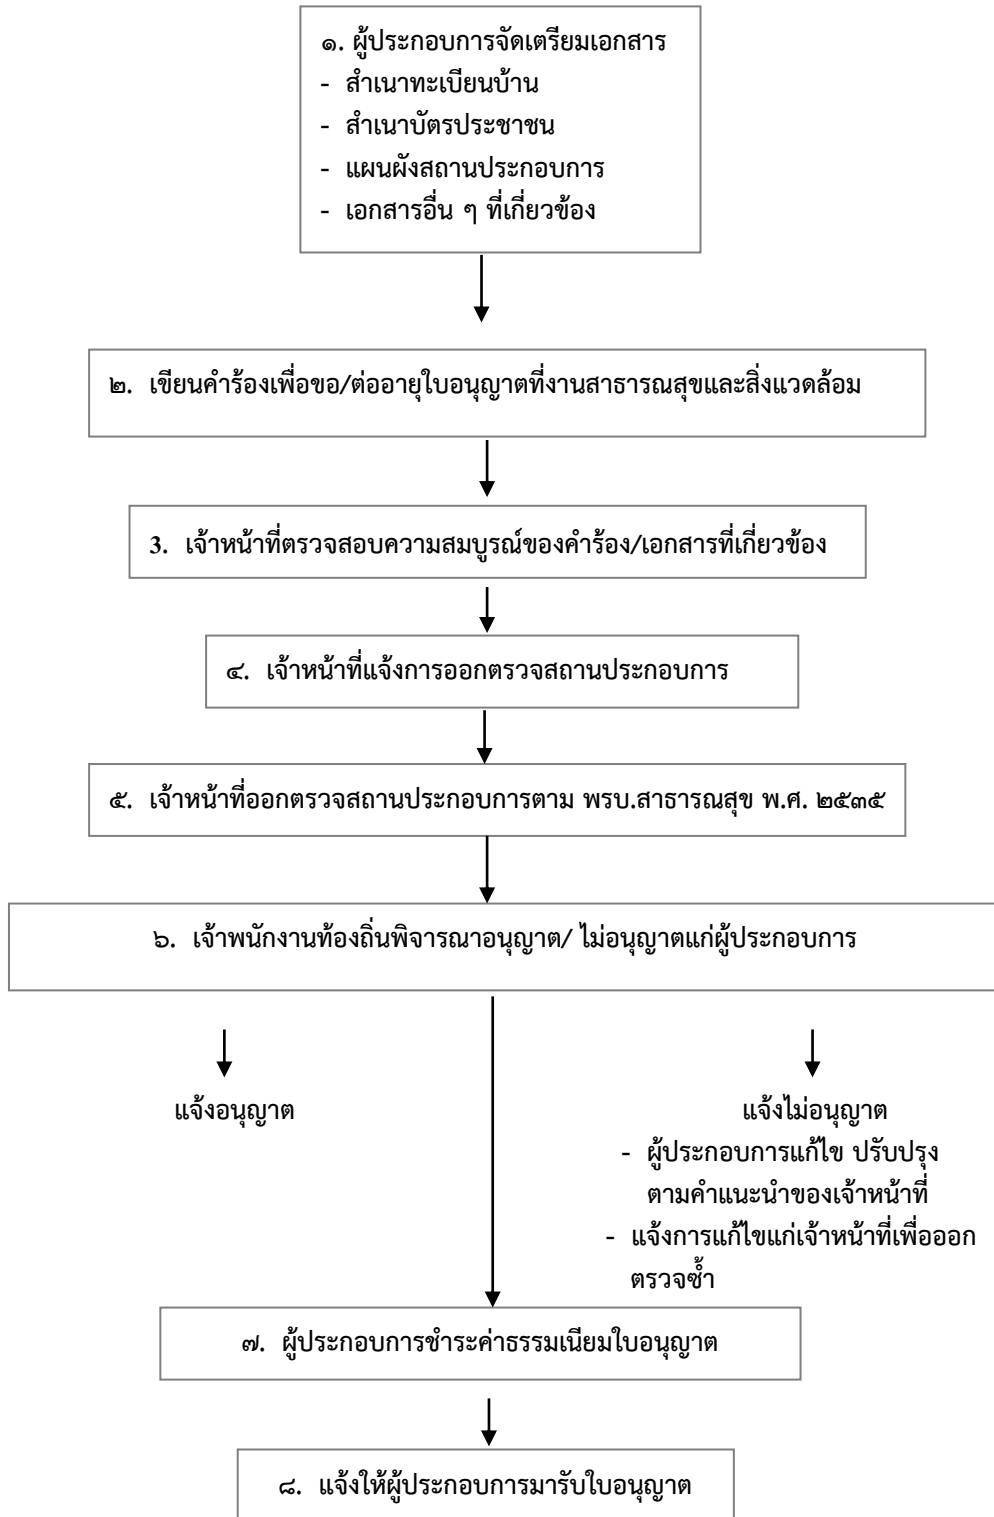 ๑. ผู้ประกอบการจัดเตรียมเอกสาร
- สำเนาทะเบียนบ้าน
- สำเนาบัตรประชาชน
- แผนผังสถานประกอบการ
- เอกสารอื่น ๆ ที่เกี่ยวข้อง
๒. เขียนคำร้องเพื่อขอ/ต่ออายุใบอนุญาตที่งานสาธารณสุขและสิ่งแวดล้อม
3. เจ้าหน้าที่ตรวจสอบความสมบูรณ์ของคำร้อง/เอกสารที่เกี่ยวข้อง
๔. เจ้าหน้าที่แจ้งการออกตรวจสถานประกอบการ
๕. เจ้าหน้าที่ออกตรวจสถานประกอบการตาม พรบ.สาธารณสุข พ.ศ. ๒๕๓๕
๖. เจ้าพนักงานท้องถิ่นพิจารณาอนุญาต/ ไม่อนุญาตแก่ผู้ประกอบการ
แจ้งอนุญาต
แจ้งไม่อนุญาต
- ผู้ประกอบการแก้ไข ปรับปรุง
ตามคำแนะนำของเจ้าหน้าที่
- แจ้งการแก้ไขแก่เจ้าหน้าที่เพื่อออก
ตรวจซ้ำ
๗. ผู้ประกอบการชำระค่าธรรมเนียมใบอนุญาต
๘. แจ้งให้ผู้ประกอบการมารับใบอนุญาต